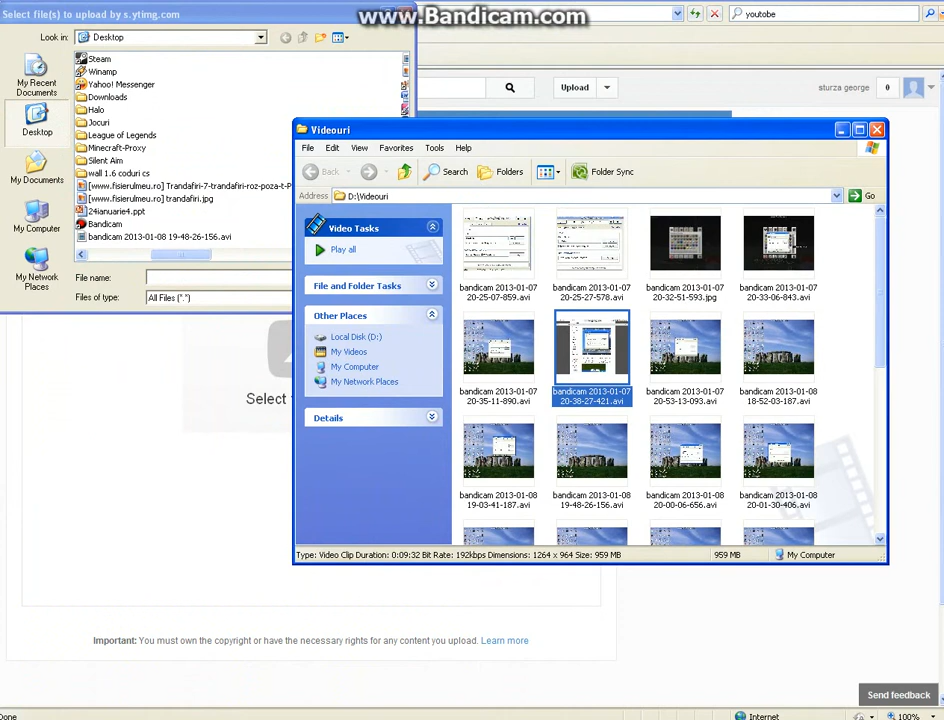 Select file(s) to upload by s.ytimg.com
www.Bandicam.com
youtobe
Look in:
Desktop
My Recent
Documents
Desktop
My Documents
My Computer
My Network
Places
Steam
Winamp
Yahoo! Messenger
Downloads
Halo
Jocuri
League of Legends
Minecraft-Proxy
Silent Aim
wall 1.6 coduri cs
[www.fisierulmeu.ro] Trandafiri-7-trandafiri-roz-poza-t-P
[www.fisierulmeu.ro] trandafiri.jpg
24ianuarie4.ppt
Bandicam
bandicam 2013-01-08 19-48-26-156.avi
File name:
Files of type:
All Files (*.*)
Upload
sturza george
0
Videouri
File
Edit
View
Favorites
Tools
Help
Back
Search
Folders
Folder Sync
Address
D:\Videouri
Go
Video Tasks
Play all
File and Folder Tasks
Other Places
Local Disk (D:)
My Videos
My Computer
My Network Places
Details
bandicam 2013-01-07
20-25-07-859.avi
bandicam 2013-01-07
20-25-27-578.avi
bandicam 2013-01-07
20-32-51-593.jpg
bandicam 2013-01-07
20-33-06-843.avi
bandicam 2013-01-07
20-35-11-890.avi
bandicam 2013-01-07
20-38-27-421.avi
bandicam 2013-01-07
20-53-13-093.avi
bandicam 2013-01-08
18-52-03-187.avi
bandicam 2013-01-08
19-03-41-187.avi
bandicam 2013-01-08
19-48-26-156.avi
bandicam 2013-01-08
20-00-06-656.avi
bandicam 2013-01-08
20-01-30-406.avi
Type: Video Clip Duration: 0:09:32 Bit Rate: 192kbps Dimensions: 1264 x 964 Size: 959 MB
959 MB
My Computer
Select
Important: You must own the copyright or have the necessary rights for any content you upload. Learn more
Send feedback
Done
Internet
100%